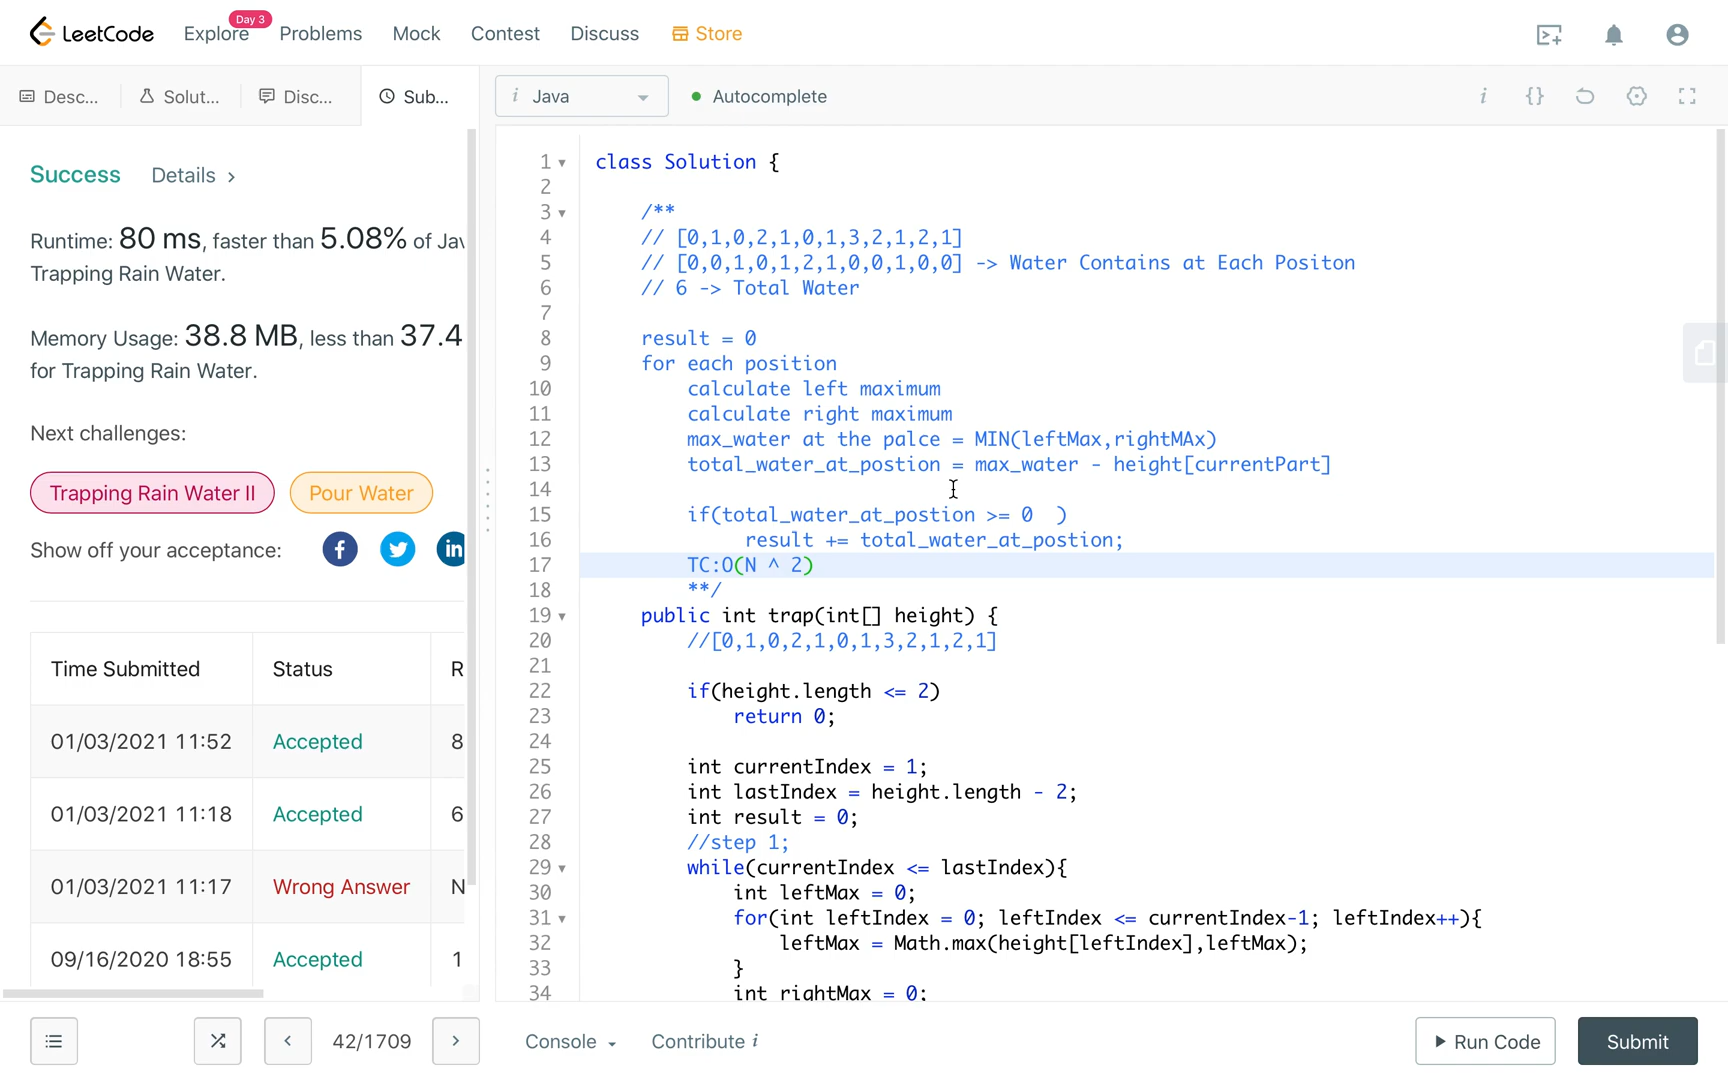 LeetCode
Explore
Day 3
Problems
Mock
Contest
Discuss
Store
Desc...
Solut...
Disc...
Sub...
i Java
Autocomplete
i
{}
Success Details >
Runtime: 80 ms, faster than 5.08% of Jav
Trapping Rain Water.
Memory Usage: 38.8 MB, less than 37.4
for Trapping Rain Water.
Next challenges:
Trapping Rain Water II
Pour Water
Show off your acceptance:
f
in
Time Submitted Status R
01/03/2021 11:52 Accepted 8
01/03/2021 11:18 Accepted 6
01/03/2021 11:17 Wrong Answer N
09/16/2020 18:55 Accepted 1
1 class Solution {
2
3 /**
4 // [0,1,0,2,1,0,1,3,2,1,2,1]
5 // [0,0,1,0,1,2,1,0,0,1,0,0] -> Water Contains at Each Positon
6 // 6 -> Total Water
7
8 result = 0
9 for each position
10 calculate left maximum
11 calculate right maximum
12 max_water at the palce = MIN(leftMax,rightMAx)
13 total_water_at_postion = max_water - height[currentPart]
14
15 if(total_water_at_postion >= 0 )
16 result += total_water_at_postion;
17 TC:O(N ^ 2)
18 **/
19 public int trap(int[] height) {
20 //[0,1,0,2,1,0,1,3,2,1,2,1]
21
22 if(height.length <= 2)
23 return 0;
24
25 int currentIndex = 1;
26 int lastIndex = height.length - 2;
27 int result = 0;
28 //step 1;
29 while(currentIndex <= lastIndex){
30 int leftMax = 0;
31 for(int leftIndex = 0; leftIndex <= currentIndex-1; leftIndex++){
32 leftMax = Math.max(height[leftIndex],leftMax);
33 }
34 int rightMax = 0;
42/1709
Console
Contribute i
Run Code
Submit